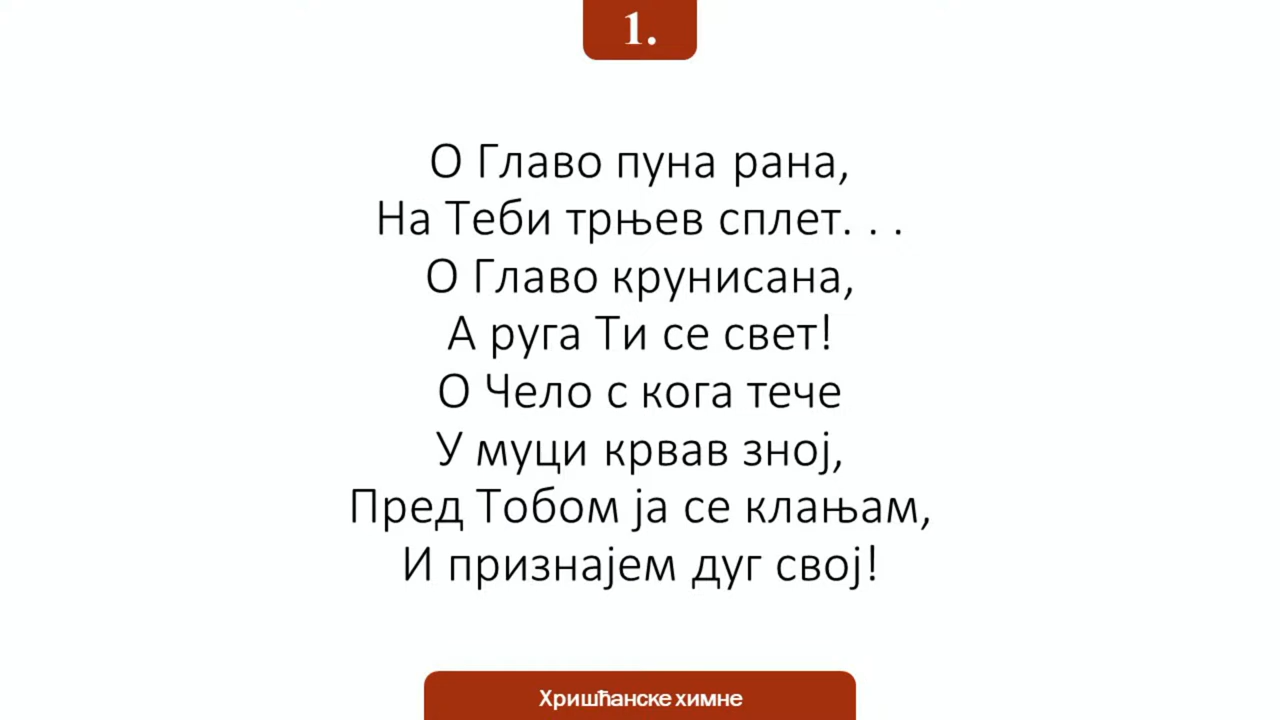 1.
О Главо пуна рана,
На Теби трњев сплет. . .
О Главо крунисана,
А руга Ти се свет!
О Чело с кога тече
У муци крвав зној,
Пред Тобом ја се клањам,
И признајем дуг свој!
Хришћанске химне